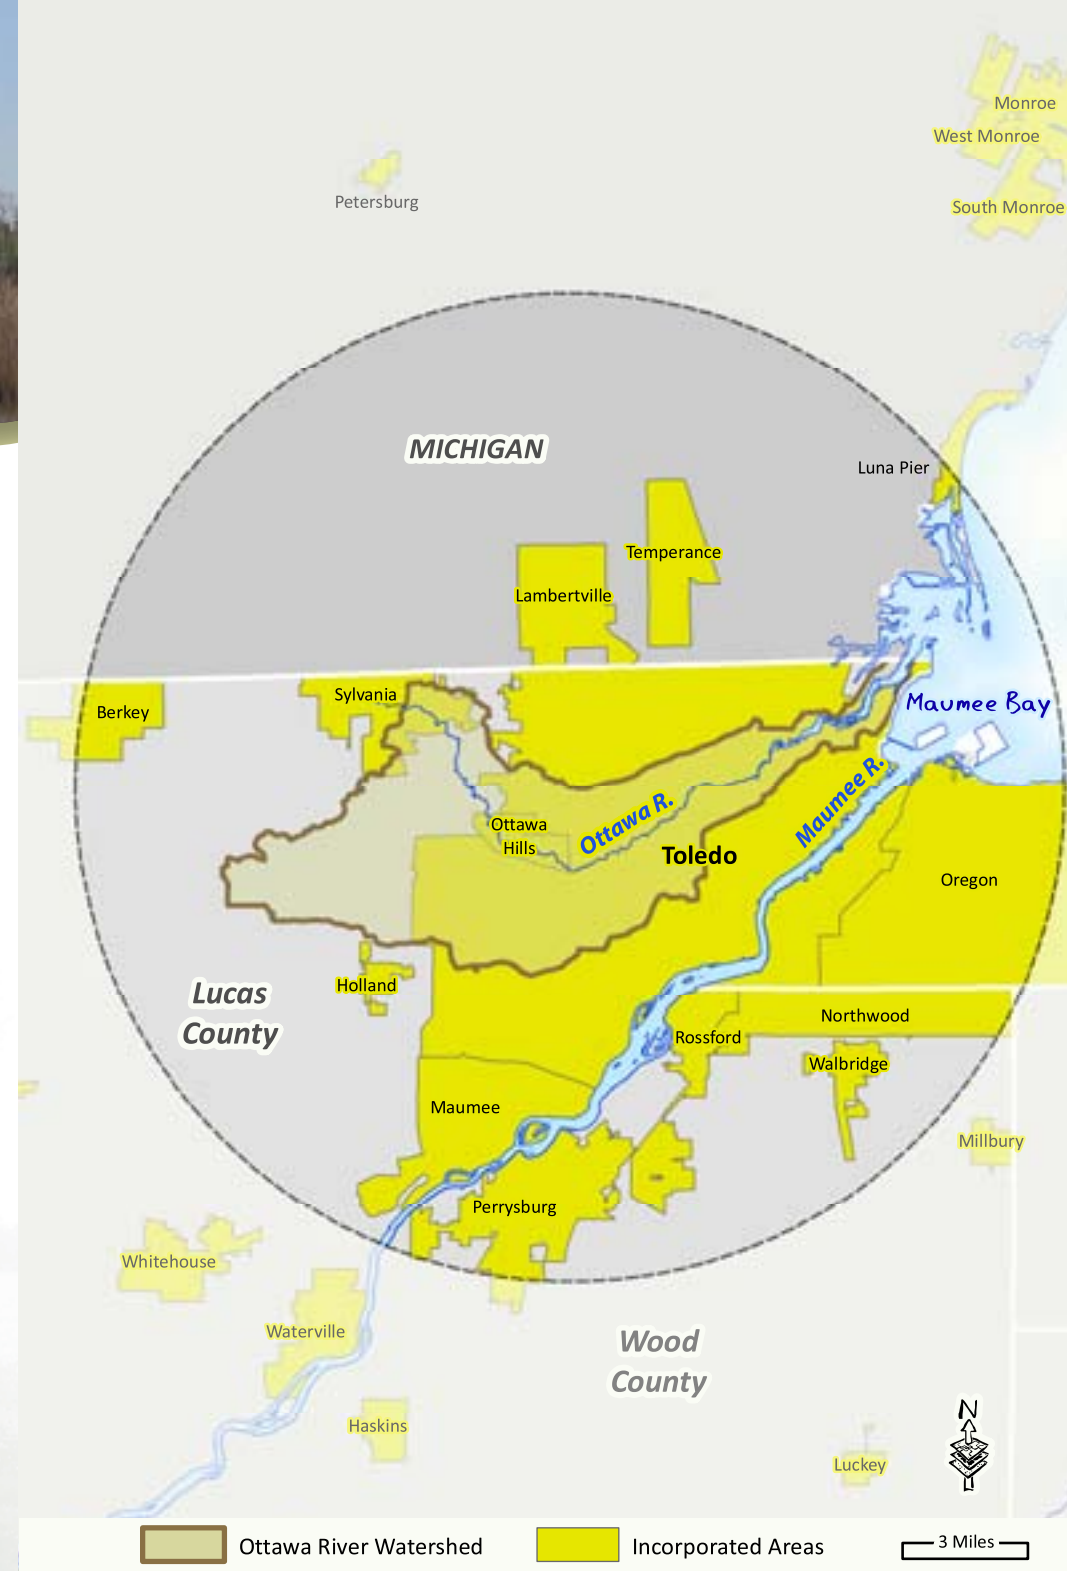 Monroe
West Monroe
Petersburg
South Monroe
MICHIGAN
Luna Pier
Temperance
Lambertville
Sylvania
Berkey
Maumee Bay
Maumee R.
Ottawa R.
Ottawa
Hills
Toledo
Oregon
Holland
Lucas
County
Northwood
Rossford
Walbridge
Maumee
Millbury
Perrysburg
Whitehouse
Waterville
Wood
County
Haskins
N
Luckey
Ottawa River Watershed
Incorporated Areas
3 Miles